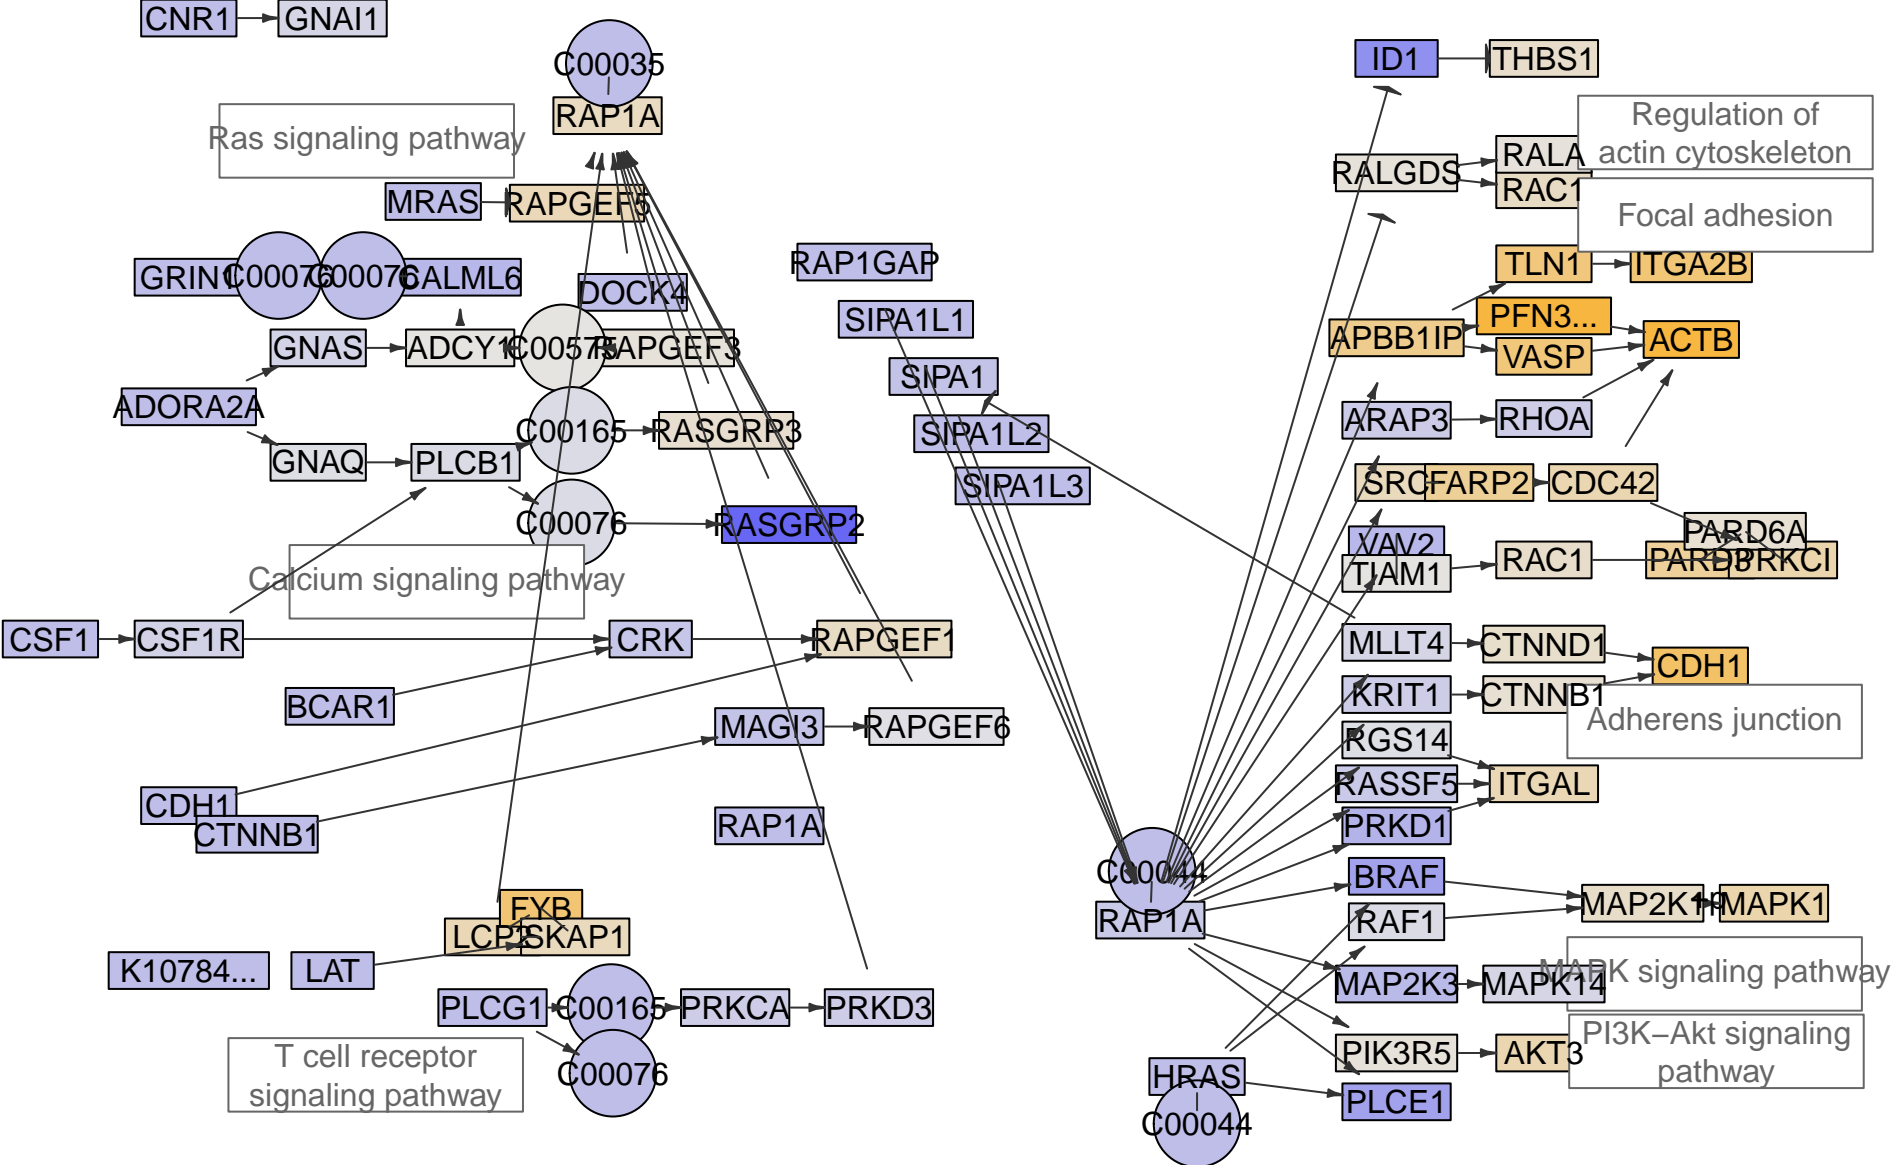 CNR1
GNAI1
C00035
RAP1A
Ras signaling pathway
MRAS
RAPGEF5
GRIN1
C00076
C00076
CALML6
DOCK4
GNAS
ADCY1
C00575
RAPGEF3
ADORA2A
GNAQ
PLCB1
C00165
RASGRP3
C00076
RASGRP2
Calcium signaling pathway
CSF1
CSF1R
CRK
RAPGEF1
BCAR1
MAGI3
RAPGEF6
CDH1
CTNNB1
RAP1A
FYB
LCP2
SKAP1
K10784...
LAT
PLCG1
C00165
PRKCA
PRKD3
C00076
T cell receptor
signaling pathway
RAP1GAP
SIPA1L1
SIPA1
SIPA1L2
SIPA1L3
C00044
RAP1A
HRAS
C00044
ID1
THBS1
Regulation of
actin cytoskeleton
RALGDS
RALA
RAC1
Focal adhesion
TLN1
ITGA2B
APBB1IP
PFN3...
VASP
ACTB
ARAP3
RHOA
SRC
FARP2
CDC42
PARD6A
VAV2
TIAM1
RAC1
PARD3
PRKCI
MLLT4
CTNND1
CDH1
KRIT1
CTNNB1
Adherens junction
RGS14
RASSF5
ITGAL
PRKD1
BRAF
MAP2K1
+p
MAPK1
RAF1
MAP2K3
MAPK14
MAPK signaling pathway
PIK3R5
AKT3
PI3K−Akt signaling
pathway
PLCE1